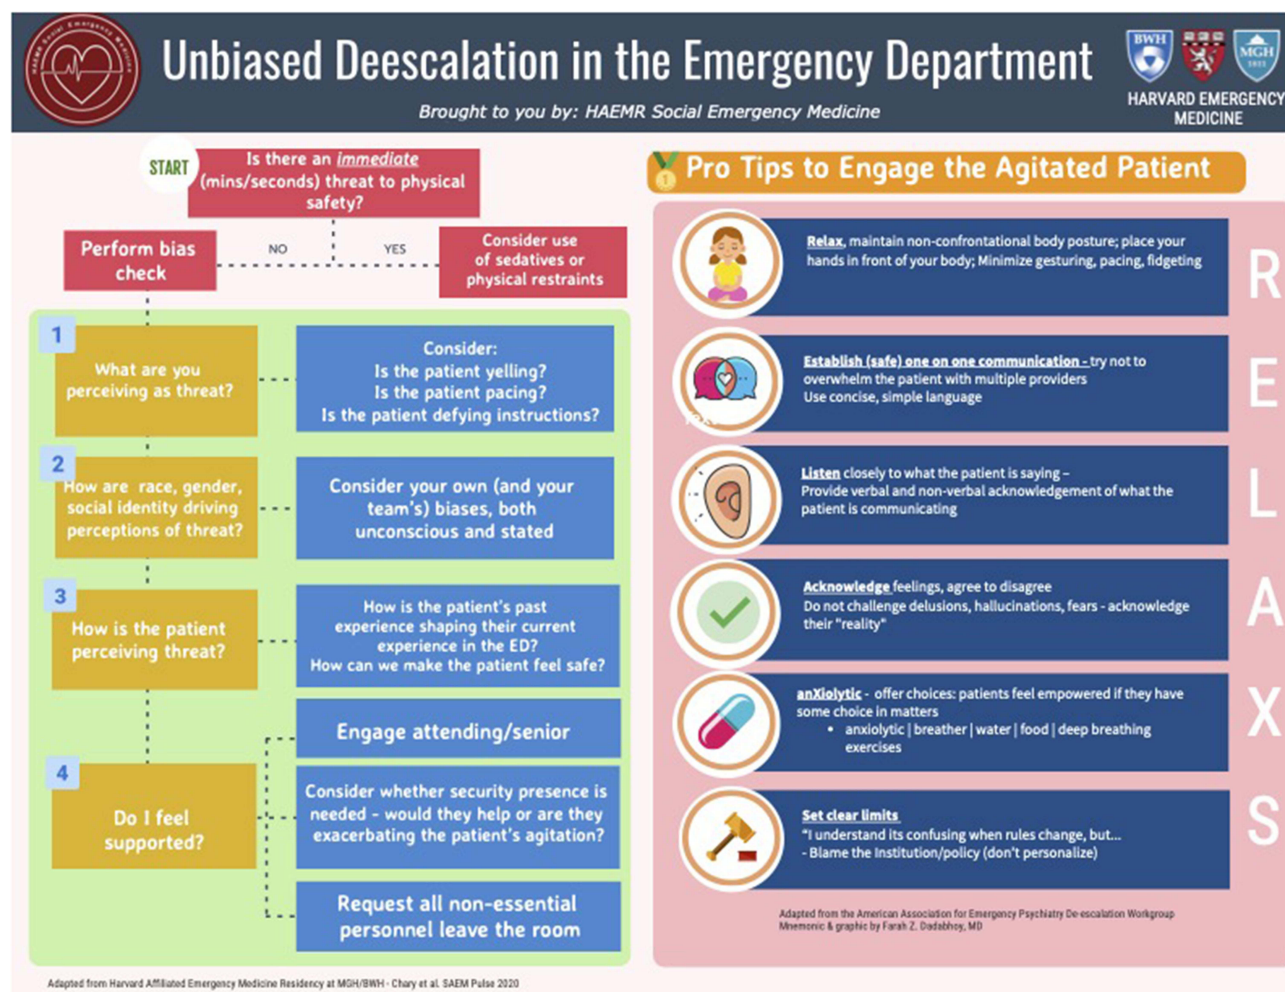 HAEMR Social Emergency Medicine
Unbiased Deescalation in the Emergency Department
Brought to you by: HAEMR Social Emergency Medicine
BWH
MGH
1811
HARVARD EMERGENCY
MEDICINE
START
Is there an immediate
(mins/seconds) threat to physical
safety?
NO
YES
Perform bias
check
Consider use
of sedatives or
physical restraints
1
What are you
perceiving as threat?
Consider:
Is the patient yelling?
Is the patient pacing?
Is the patient defying instructions?
2
How are race, gender,
social identity driving
perceptions of threat?
Consider your own (and your
team's) biases, both
unconscious and stated
3
How is the patient
perceiving threat?
How is the patient's past
experience shaping their current
experience in the ED?
How can we make the patient feel safe?
4
Do I feel
supported?
Engage attending/senior
Consider whether security presence is
needed - would they help or are they
exacerbating the patient's agitation?
Request all non-essential
personnel leave the room
Adapted from Harvard Affiliated Emergency Medicine Residency at MGH/BWH - Chary et al. SAEM Pulse 2020
1
Pro Tips to Engage the Agitated Patient
Relax, maintain non-confrontational body posture; place your
hands in front of your body; Minimize gesturing, pacing, fidgeting
R
Establish (safe) one on one communication - try not to
overwhelm the patient with multiple providers
Use concise, simple language
E
Listen closely to what the patient is saying –
Provide verbal and non-verbal acknowledgement of what the
patient is communicating
L
Acknowledge feelings, agree to disagree
Do not challenge delusions, hallucinations, fears - acknowledge
their "reality"
A
anXiolytic - offer choices: patients feel empowered if they have
some choice in matters
• anxiolytic | breather | water | food | deep breathing
exercises
X
Set clear limits
"I understand its confusing when rules change, but...
- Blame the Institution/policy (don't personalize)
S
Adapted from the American Association for Emergency Psychiatry De-escalation Workgroup
Mnemonic & graphic by Farah Z. Dadabhoy, MD